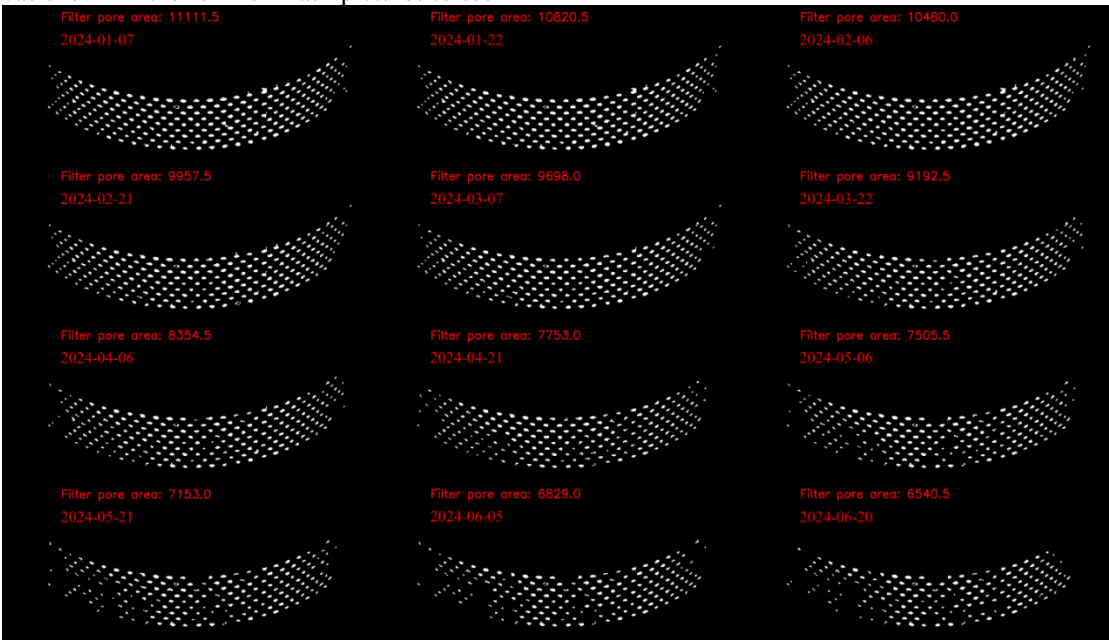 Filter pore area: 11111.5
2024-01-07
Filter pore area: 10820.5
2024-01-22
Filter pore area: 10480.0
2024-02-06
Filter pore area: 9957.5
2024-02-21
Filter pore area: 9698.0
2024-03-07
Filter pore area: 9192.5
2024-03-22
Filter pore area: 8354.5
2024-04-06
Filter pore area: 7753.0
2024-04-21
Filter pore area: 7505.5
2024-05-06
Filter pore area: 7153.0
2024-05-21
Filter pore area: 6829.0
2024-06-05
Filter pore area: 6540.5
2024-06-20